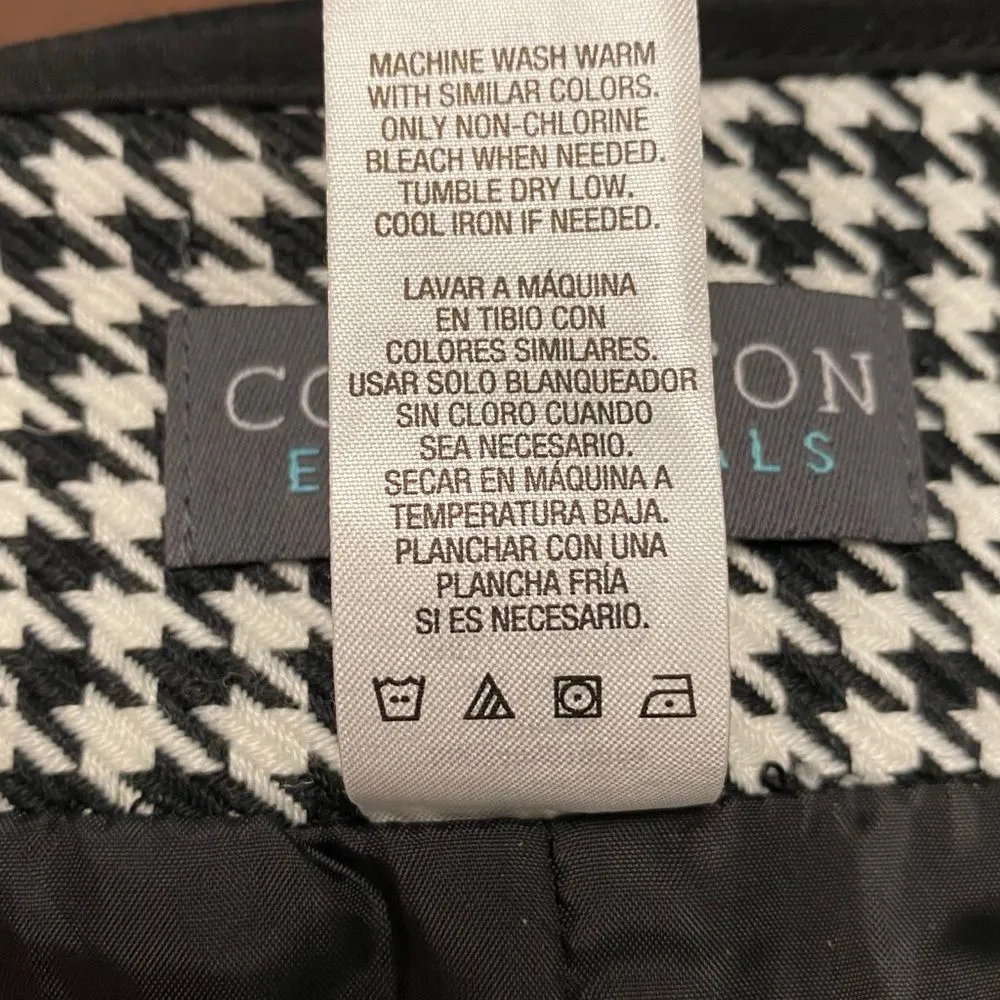 MACHINE WASH WARM
WITH SIMILAR COLORS.
ONLY NON-CHLORINE
BLEACH WHEN NEEDED.
TUMBLE DRY LOW.
COOL IRON IF NEEDED.
LAVAR A MÁQUINA
EN TIBIO CON
COLORES SIMILARES.
USAR SOLO BLANQUEADOR
SIN CLORO CUANDO
SEA NECESARIO.
SECAR EN MÁQUINA A
TEMPERATURA BAJA.
PLANCHAR CON UNA
PLANCHA FRÍA
SI ES NECESARIO.